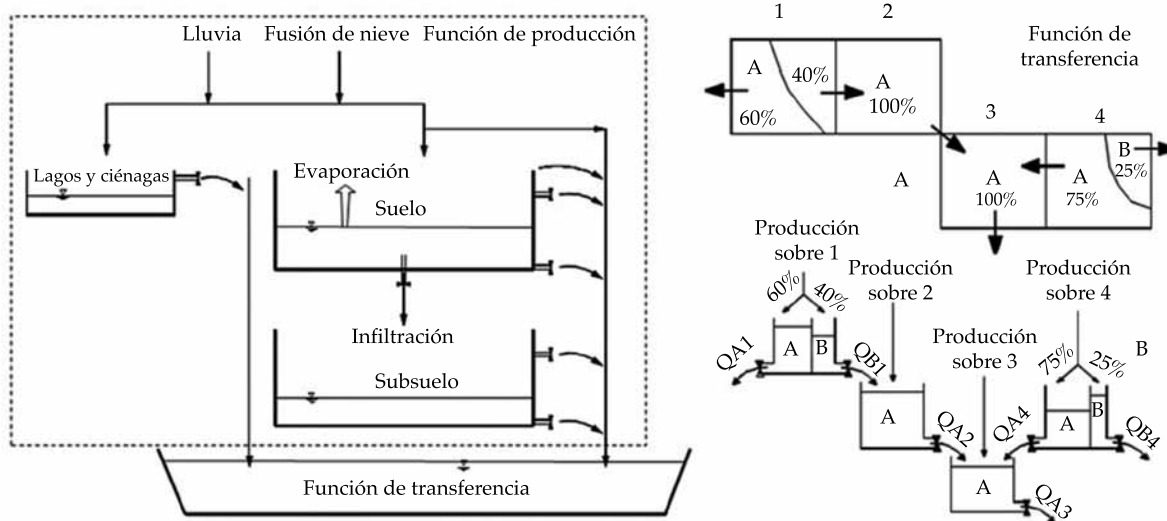 Lluvia
Fusión de nieve
Función de producción
Lagos y ciénagas
Evaporación
Suelo
Infiltración
Subsuelo
Función de transferencia
1
2
Función de
transferencia
A
40%
60%
A
100%
3
4
A
A
100%
A
75%
B
25%
Producción
sobre 1
60%
40%
A
B
QA1
QB1
Producción
sobre 2
A
QA2
Producción
sobre 3
A
QA3
Producción
sobre 4
75%
25%
B
A
B
QA4
QB4